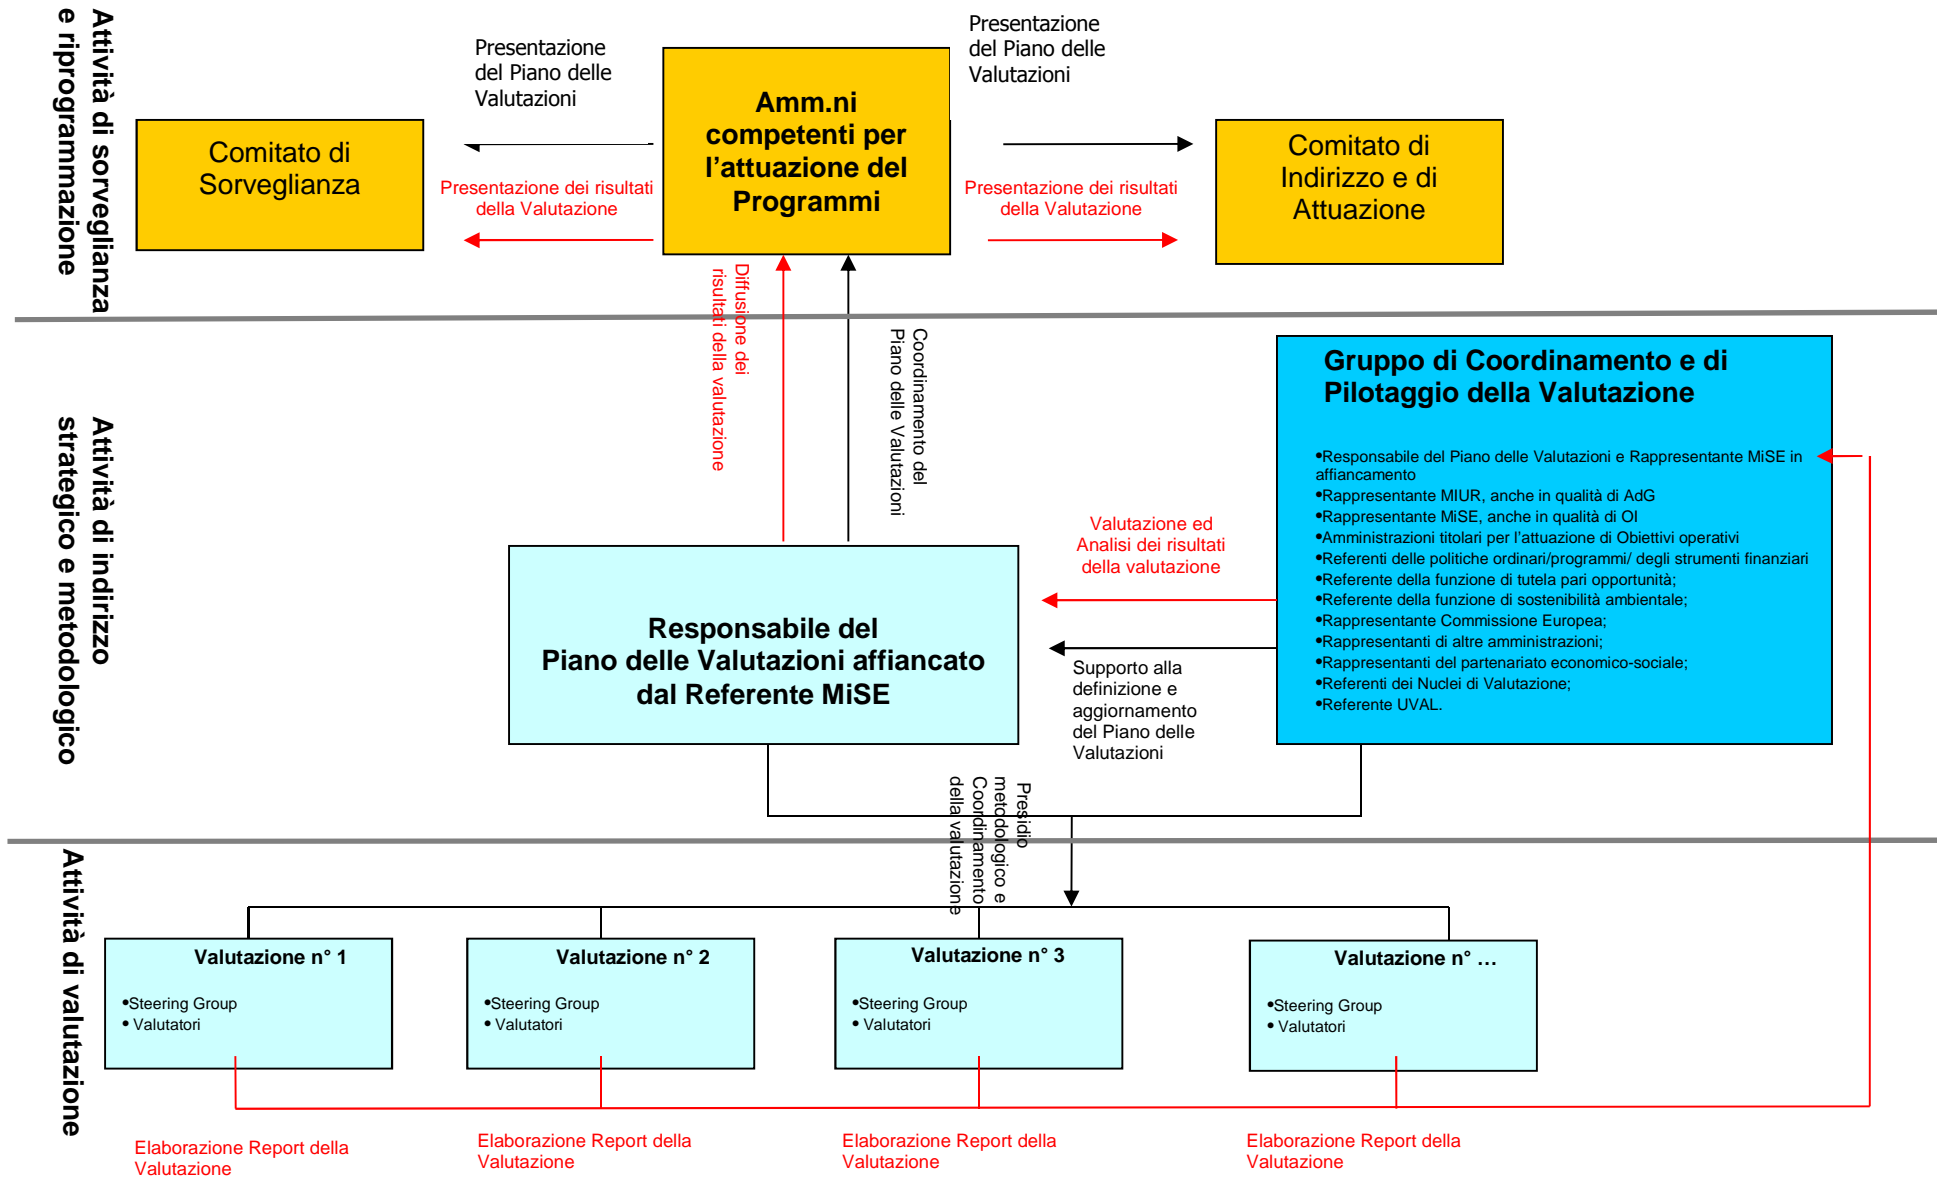 Attività di sorveglianza
e riprogrammazione
Presentazione
del Piano delle
Valutazioni
Presentazione
del Piano delle
Valutazioni
Amm.ni
competenti per
l’attuazione del
Programmi
Comitato di
Sorveglianza
Comitato di
Indirizzo e di
Attuazione
Presentazione dei risultati
della Valutazione
Presentazione dei risultati
della Valutazione
Diffusione dei
risultati della valutazione
Coordinamento del
Piano delle Valutazioni
Attività di indirizzo
strategico e metodologico
Gruppo di Coordinamento e di
Pilotaggio della Valutazione
•Responsabile del Piano delle Valutazioni e Rappresentante MiSE in
affiancamento
•Rappresentante MIUR, anche in qualità di AdG
•Rappresentante MiSE, anche in qualità di OI
•Amministrazioni titolari per l’attuazione di Obiettivi operativi
•Referenti delle politiche ordinari/programmi/ degli strumenti finanziari
•Referente della funzione di tutela pari opportunità;
•Referente della funzione di sostenibilità ambientale;
•Rappresentante Commissione Europea;
•Rappresentanti di altre amministrazioni;
•Rappresentanti del partenariato economico-sociale;
•Referenti dei Nuclei di Valutazione;
•Referente UVAL.
Valutazione ed
Analisi dei risultati
della valutazione
Responsabile del
Piano delle Valutazioni affiancato
dal Referente MiSE
Supporto alla
definizione e
aggiornamento
del Piano delle
Valutazioni
Presidio
metodologico e
Coordinamento
della valutazione
Attività di valutazione
Valutazione n° 1
•Steering Group
• Valutatori
Valutazione n° 2
•Steering Group
• Valutatori
Valutazione n° 3
•Steering Group
• Valutatori
Valutazione n° …
•Steering Group
• Valutatori
Elaborazione Report della
Valutazione
Elaborazione Report della
Valutazione
Elaborazione Report della
Valutazione
Elaborazione Report della
Valutazione